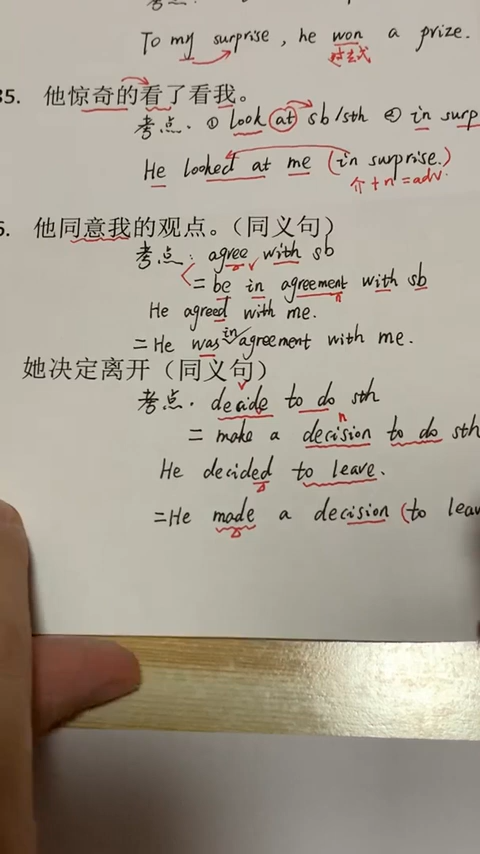 考点:
To my surprise, he won a prize.
过去式
35. 他惊奇的看了看我。
考点. ① look at sb/sth ② in surp
He looked at me (in surprise.)
介+n=adv.
6. 他同意我的观点。（同义句）
考点: agree with sb
v
= be in agreement with sb
n
He agreed with me.
= He was in agreement with me.
她决定离开（同义句）
v
考点. decide to do sth
n
= make a decision to do sth
He decided to leave.
=He made a decision (to leav